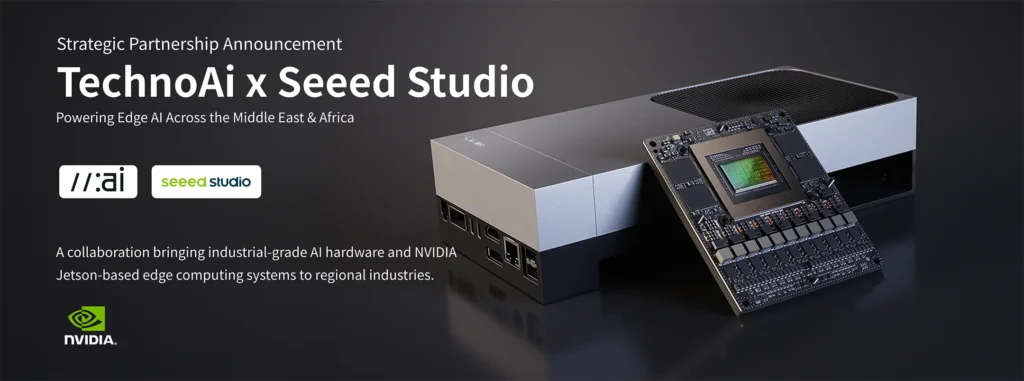 Strategic Partnership Announcement
TechnoAi x Seeed Studio
Powering Edge AI Across the Middle East & Africa
//:ai
seeed studio
A collaboration bringing industrial-grade AI hardware and NVIDIA
Jetson-based edge computing systems to regional industries.
NVIDIA.